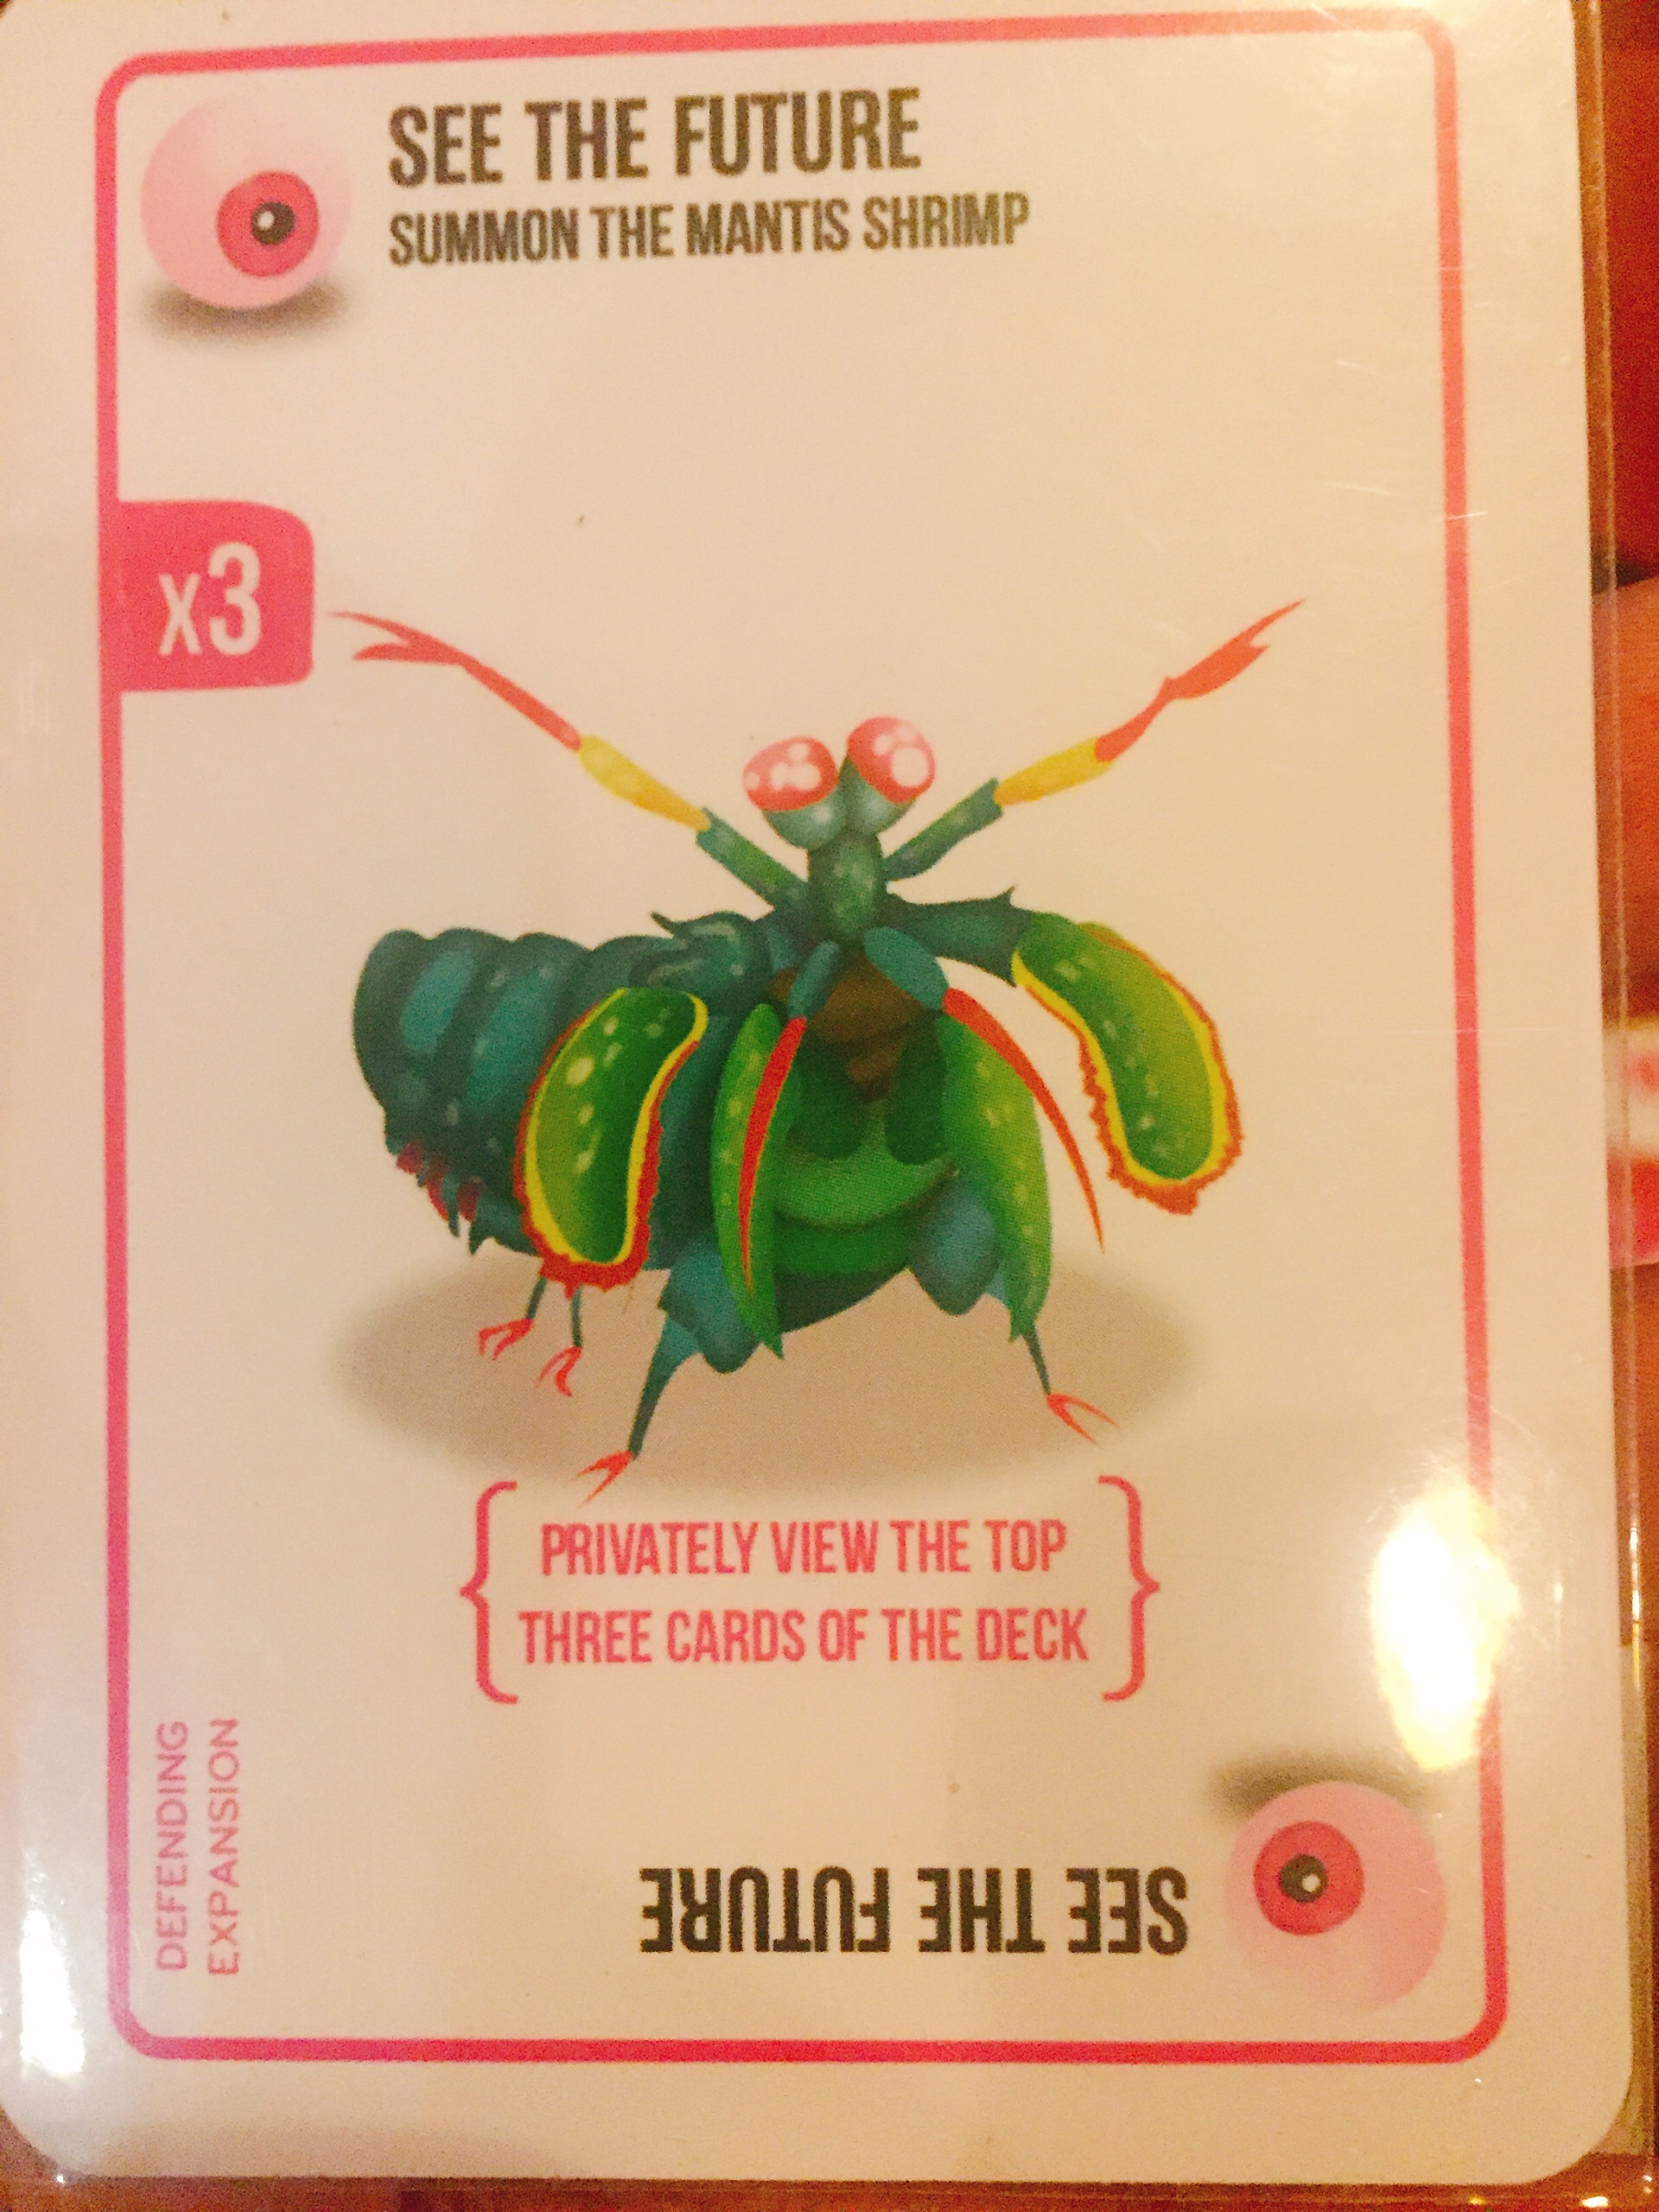 SEE THE FUTURE
SUMMON THE MANTIS SHRIMP
x3
PRIVATELY VIEW THE TOP
THREE CARDS OF THE DECK
DEFENDING
EXPANSION
SEE THE FUTURE